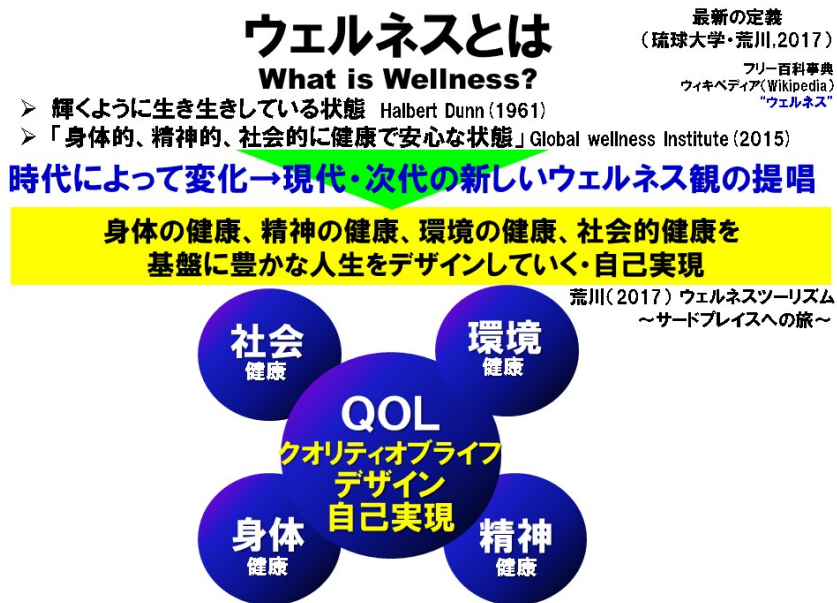 ウェルネスとは
What is Wellness?
最新の定義
（琉球大学・荒川,2017）
フリー百科事典
ウィキペディア（Wikipedia）
“ウェルネス”
➢ 輝くように生き生きしている状態 Halbert Dunn（1961）
➢ 「身体的、精神的、社会的に健康で安心な状態」Global wellness Institute（2015）
時代によって変化→現代・次代の新しいウェルネス観の提唱
身体の健康、精神の健康、環境の健康、社会的健康を
基盤に豊かな人生をデザインしていく・自己実現
荒川（2017） ウェルネスツーリズム
～サードプレイスへの旅～
社会
健康
環境
健康
QOL
クオリティオブライフ
デザイン
自己実現
身体
健康
精神
健康